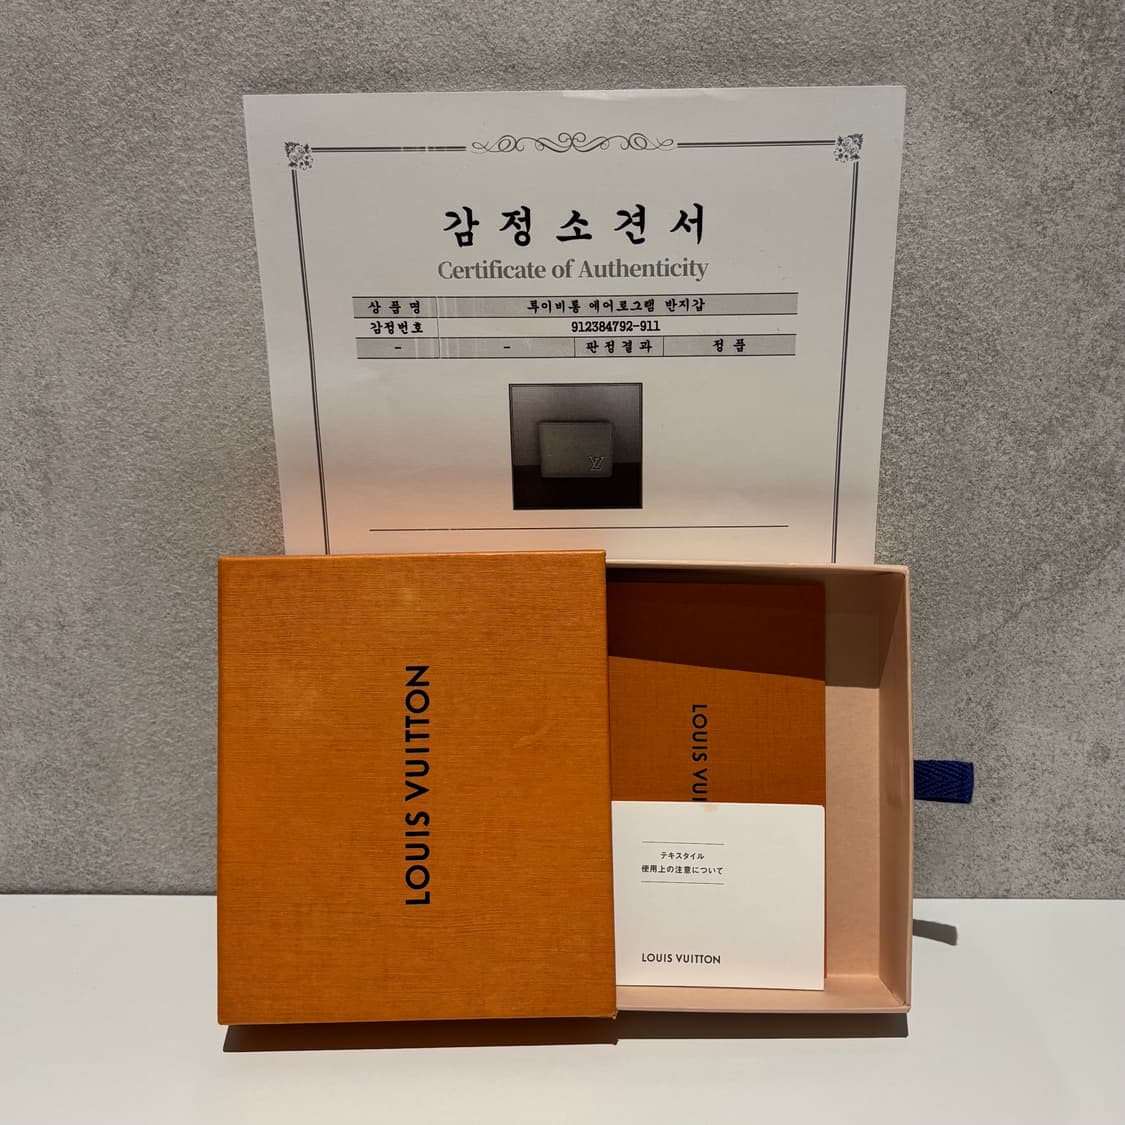 감정소견서
Certificate of Authenticity
상품명 루이비통 에어로그램 반지갑
감정번호 912384792-911
- - 판정결과 정품
LV
LOUIS VUITTON
LOUIS VUI
テキスタイル
使用上の注意について
LOUIS VUITTON